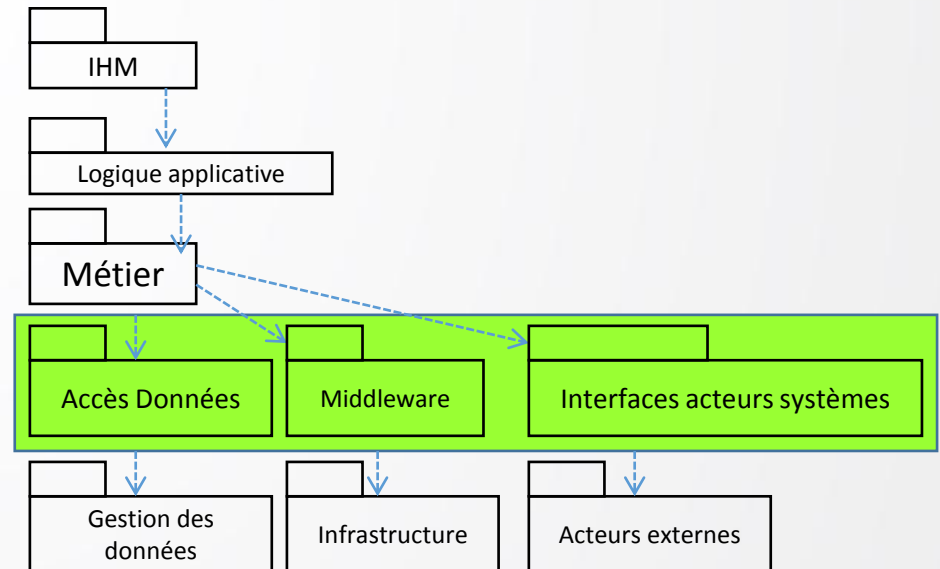 IHM
Logique applicative
Métier
Accès Données
Middleware
Interfaces acteurs systèmes
Gestion des
données
Infrastructure
Acteurs externes